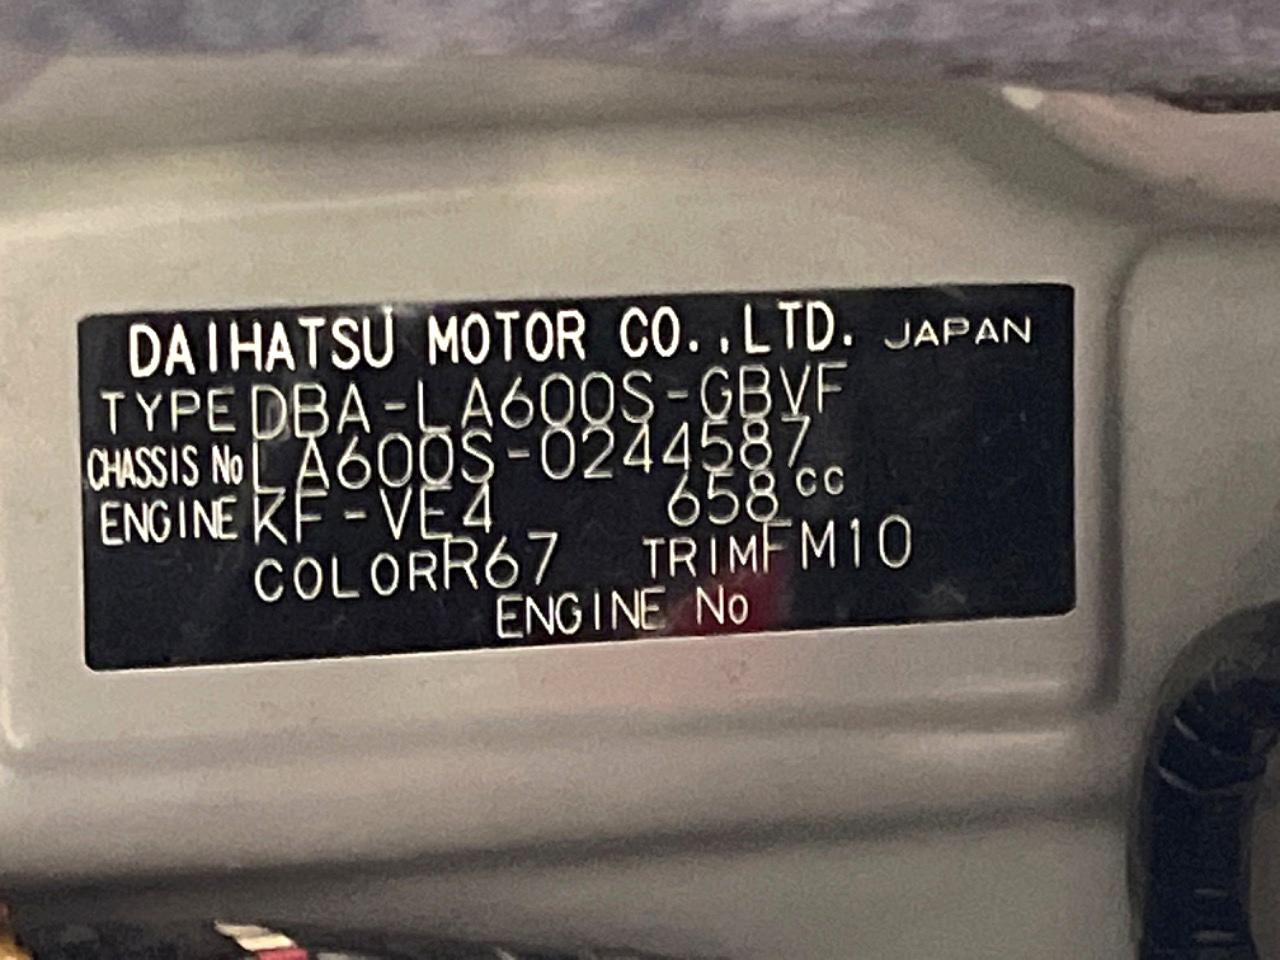 DAIHATSU MOTOR CO.,LTD. JAPAN
TYPE DBA-LA600S-GBVF
CHASSIS No LA600S-0244587
ENGINE KF-VE4 658 cc
COLOR R67 TRIM FM10
ENGINE No